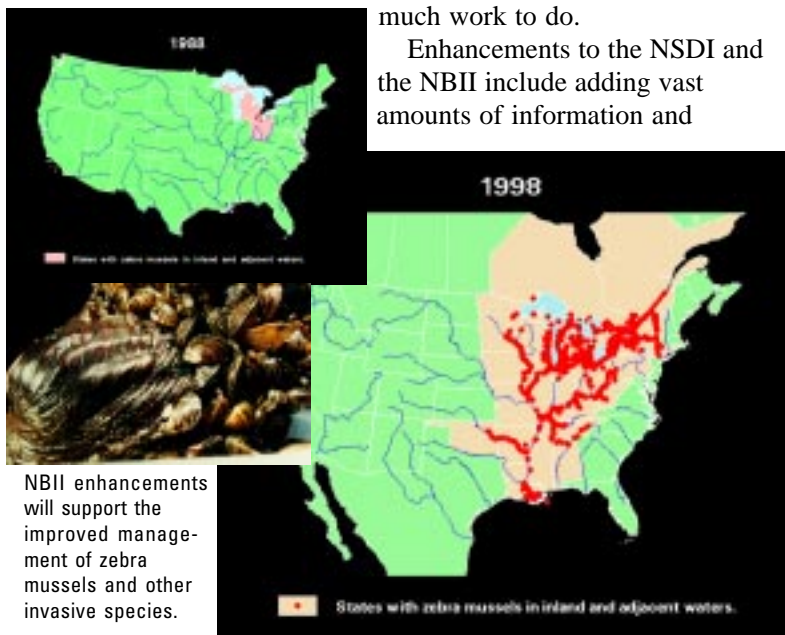 much work to do.
Enhancements to the NSDI and
the NBII include adding vast
amounts of information and
1988
States with zebra mussels in inland and adjacent waters.
1998
States with zebra mussels in inland and adjacent waters.
NBII enhancements
will support the
improved manage-
ment of zebra
mussels and other
invasive species.